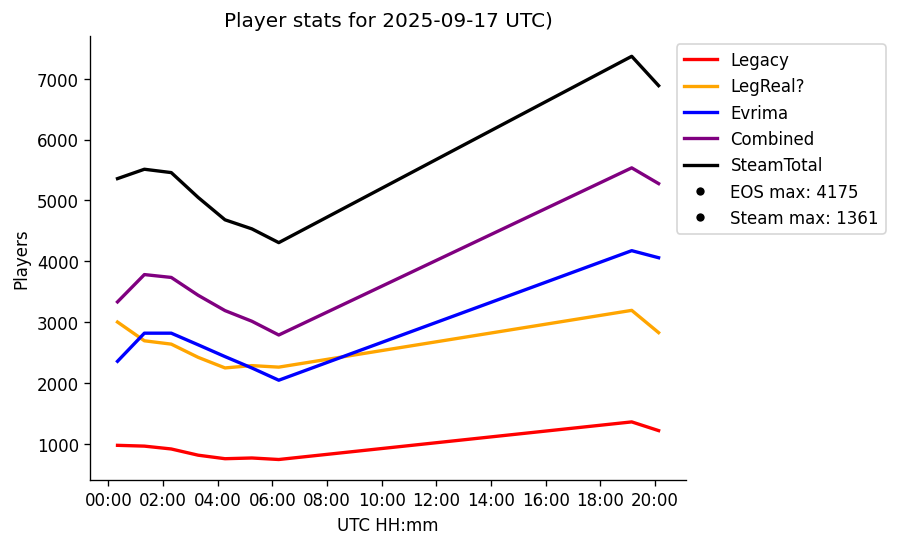 Player stats for 2025-09-17 UTC)
7000
6000
5000
4000
3000
2000
1000
Players
00:00 02:00 04:00 06:00 08:00 10:00 12:00 14:00 16:00 18:00 20:00
UTC HH:mm
Legacy
LegReal?
Evrima
Combined
SteamTotal
EOS max: 4175
Steam max: 1361